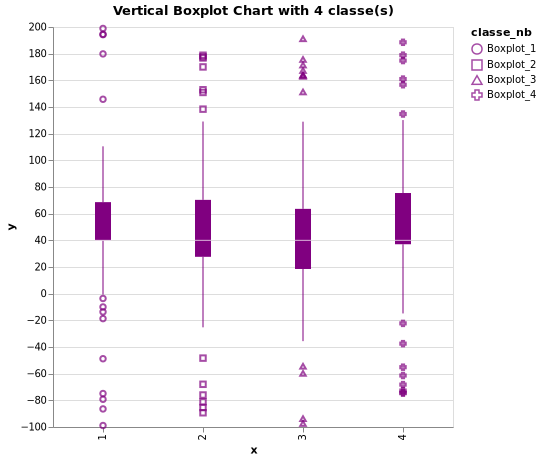 Vertical Boxplot Chart with 4 classe(s)
classe_nb
Boxplot_1
Boxplot_2
Boxplot_3
Boxplot_4
y
200
180
160
140
120
100
80
60
40
20
0
−20
−40
−60
−80
−100
1
2
3
4
x